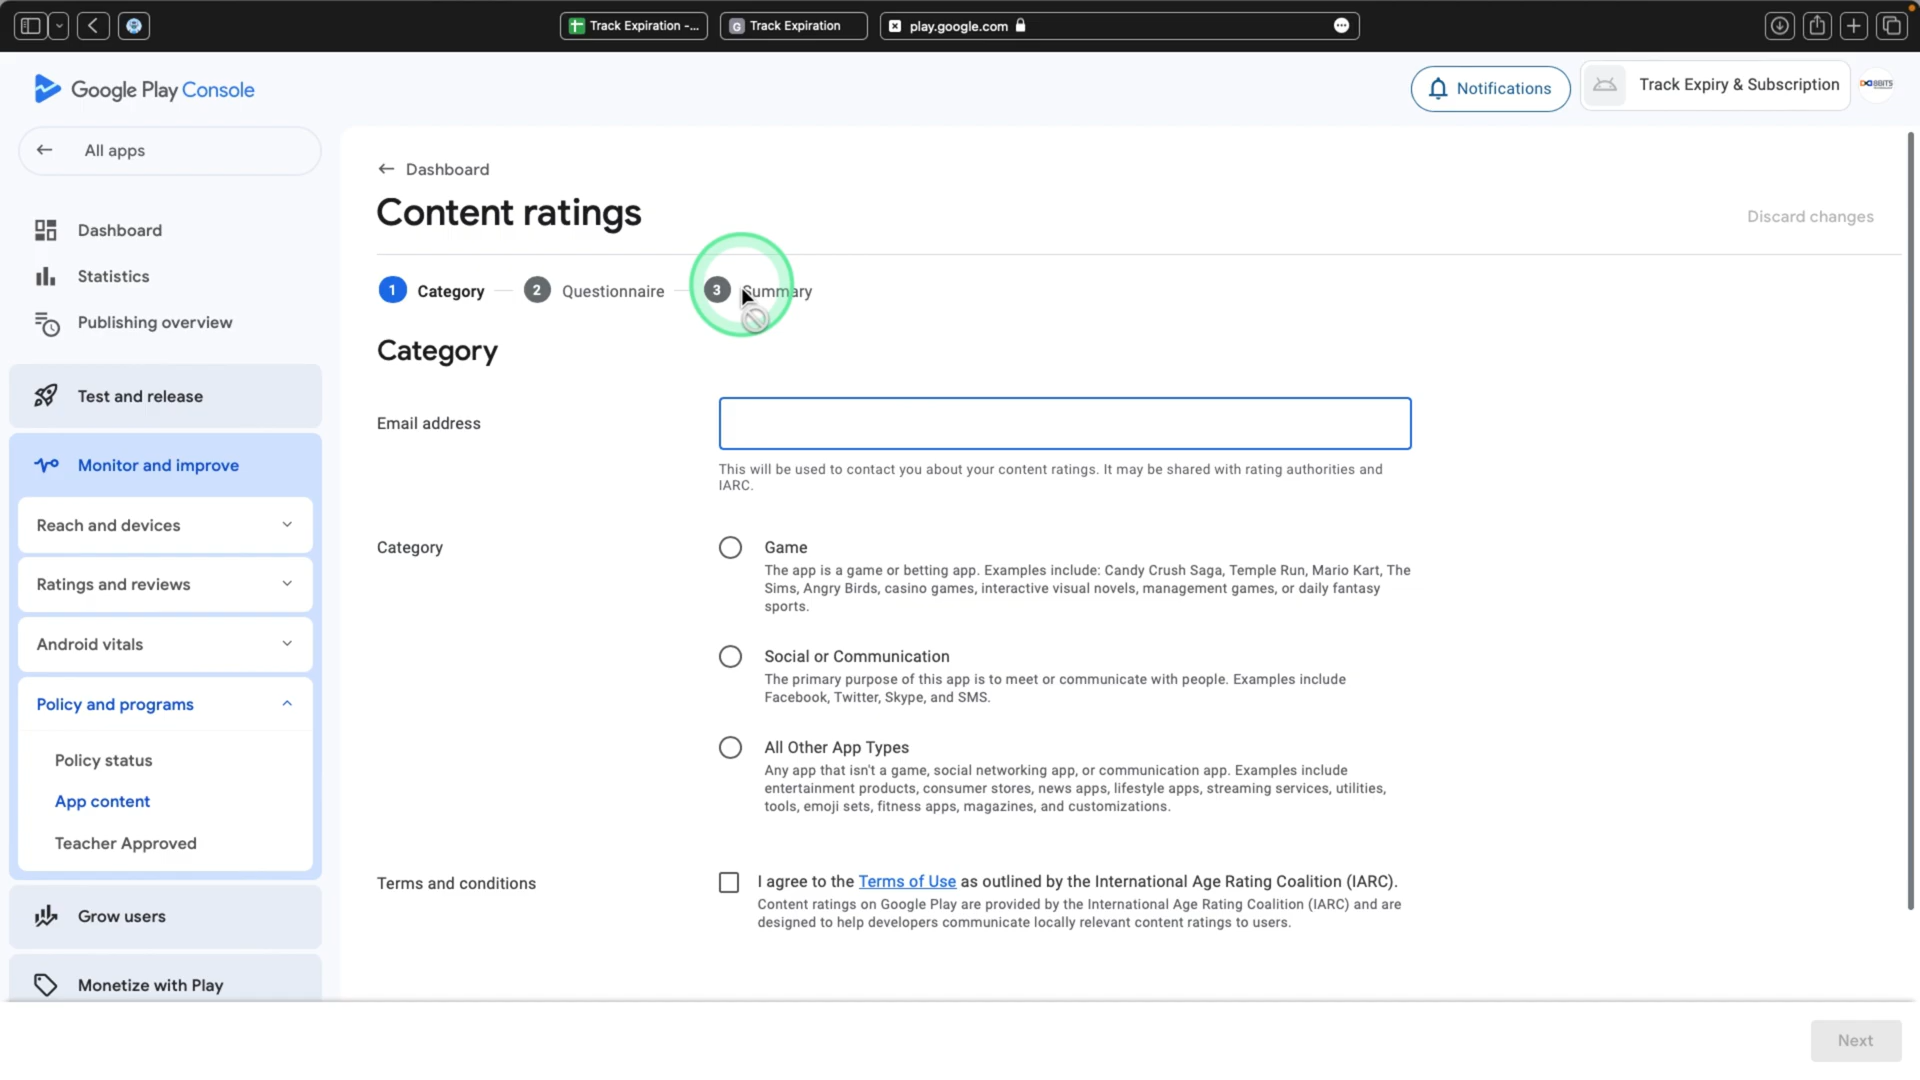 Track Expiration -...
Track Expiration
play.google.com
Google Play Console
Notifications
Track Expiry & Subscription
All apps
Dashboard
Content ratings
Discard changes
Dashboard
Statistics
Publishing overview
1 Category
2 Questionnaire
3 Summary
Category
Test and release
Email address
Monitor and improve
This will be used to contact you about your content ratings. It may be shared with rating authorities and
IARC.
Reach and devices
Category
Game
The app is a game or betting app. Examples include: Candy Crush Saga, Temple Run, Mario Kart, The
Sims, Angry Birds, casino games, interactive visual novels, management games, or daily fantasy
sports.
Ratings and reviews
Android vitals
Social or Communication
The primary purpose of this app is to meet or communicate with people. Examples include
Facebook, Twitter, Skype, and SMS.
Policy and programs
Policy status
App content
Teacher Approved
All Other App Types
Any app that isn't a game, social networking app, or communication app. Examples include
entertainment products, consumer stores, news apps, lifestyle apps, streaming services, utilities,
tools, emoji sets, fitness apps, magazines, and customizations.
Terms and conditions
I agree to the Terms of Use as outlined by the International Age Rating Coalition (IARC).
Content ratings on Google Play are provided by the International Age Rating Coalition (IARC) and are
designed to help developers communicate locally relevant content ratings to users.
Grow users
Monetize with Play
Next